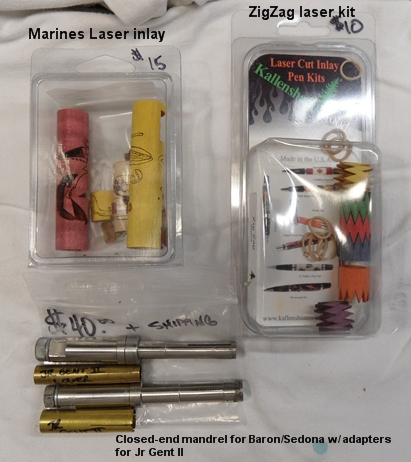 Marines Laser inlay
$ 15
ZigZag laser kit
$10
Laser Cut Inlay
Pen Kits
Made in the U.S.A.
$40.00 + SHIPPING
JR GENT II
Closed-end mandrel for Baron/Sedona w/ adapters
for Jr Gent II